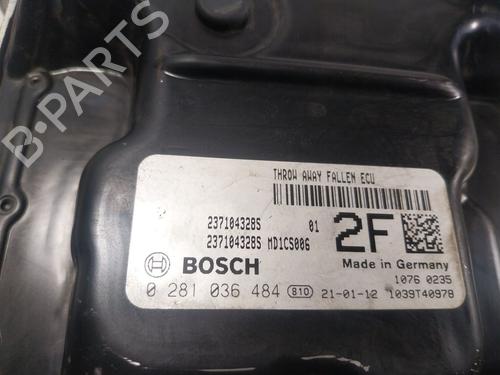 THROW AWAY FALLEN ECU
237104328S 01
237104328S MD1CS006
2F
BOSCH
Made in Germany
1076 0235
0 281 036 484 810 21-01-12 1039T40978
B-PARTS